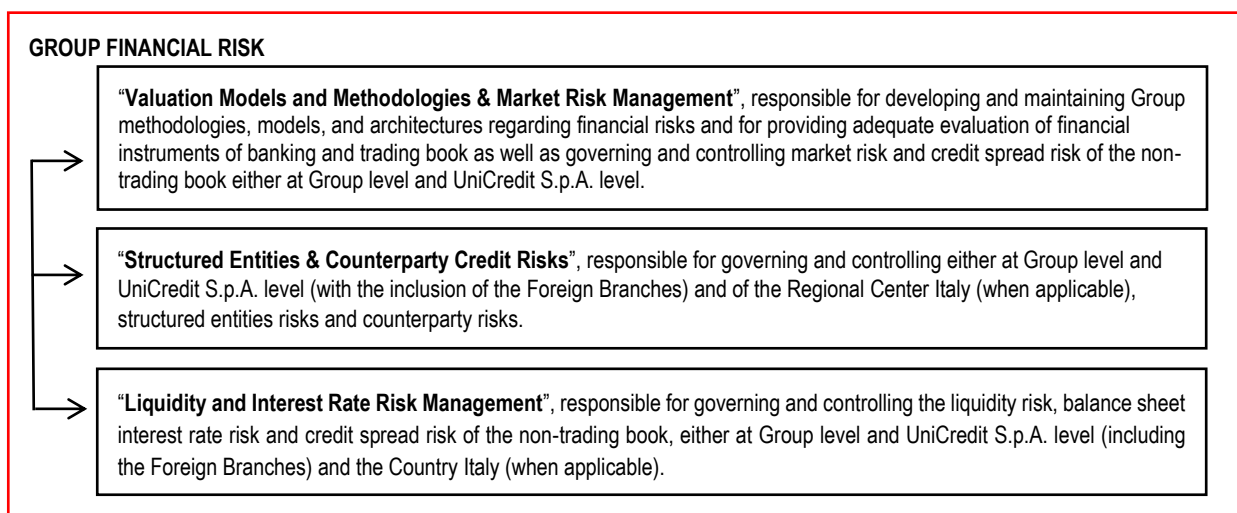 GROUP FINANCIAL RISK
“Valuation Models and Methodologies & Market Risk Management”, responsible for developing and maintaining Group
methodologies, models, and architectures regarding financial risks and for providing adequate evaluation of financial
instruments of banking and trading book as well as governing and controlling market risk and credit spread risk of the non-
trading book either at Group level and UniCredit S.p.A. level.
“Structured Entities & Counterparty Credit Risks”, responsible for governing and controlling either at Group level and
UniCredit S.p.A. level (with the inclusion of the Foreign Branches) and of the Regional Center Italy (when applicable),
structured entities risks and counterparty risks.
“Liquidity and Interest Rate Risk Management”, responsible for governing and controlling the liquidity risk, balance sheet
interest rate risk and credit spread risk of the non-trading book, either at Group level and UniCredit S.p.A. level (including
the Foreign Branches) and the Country Italy (when applicable).